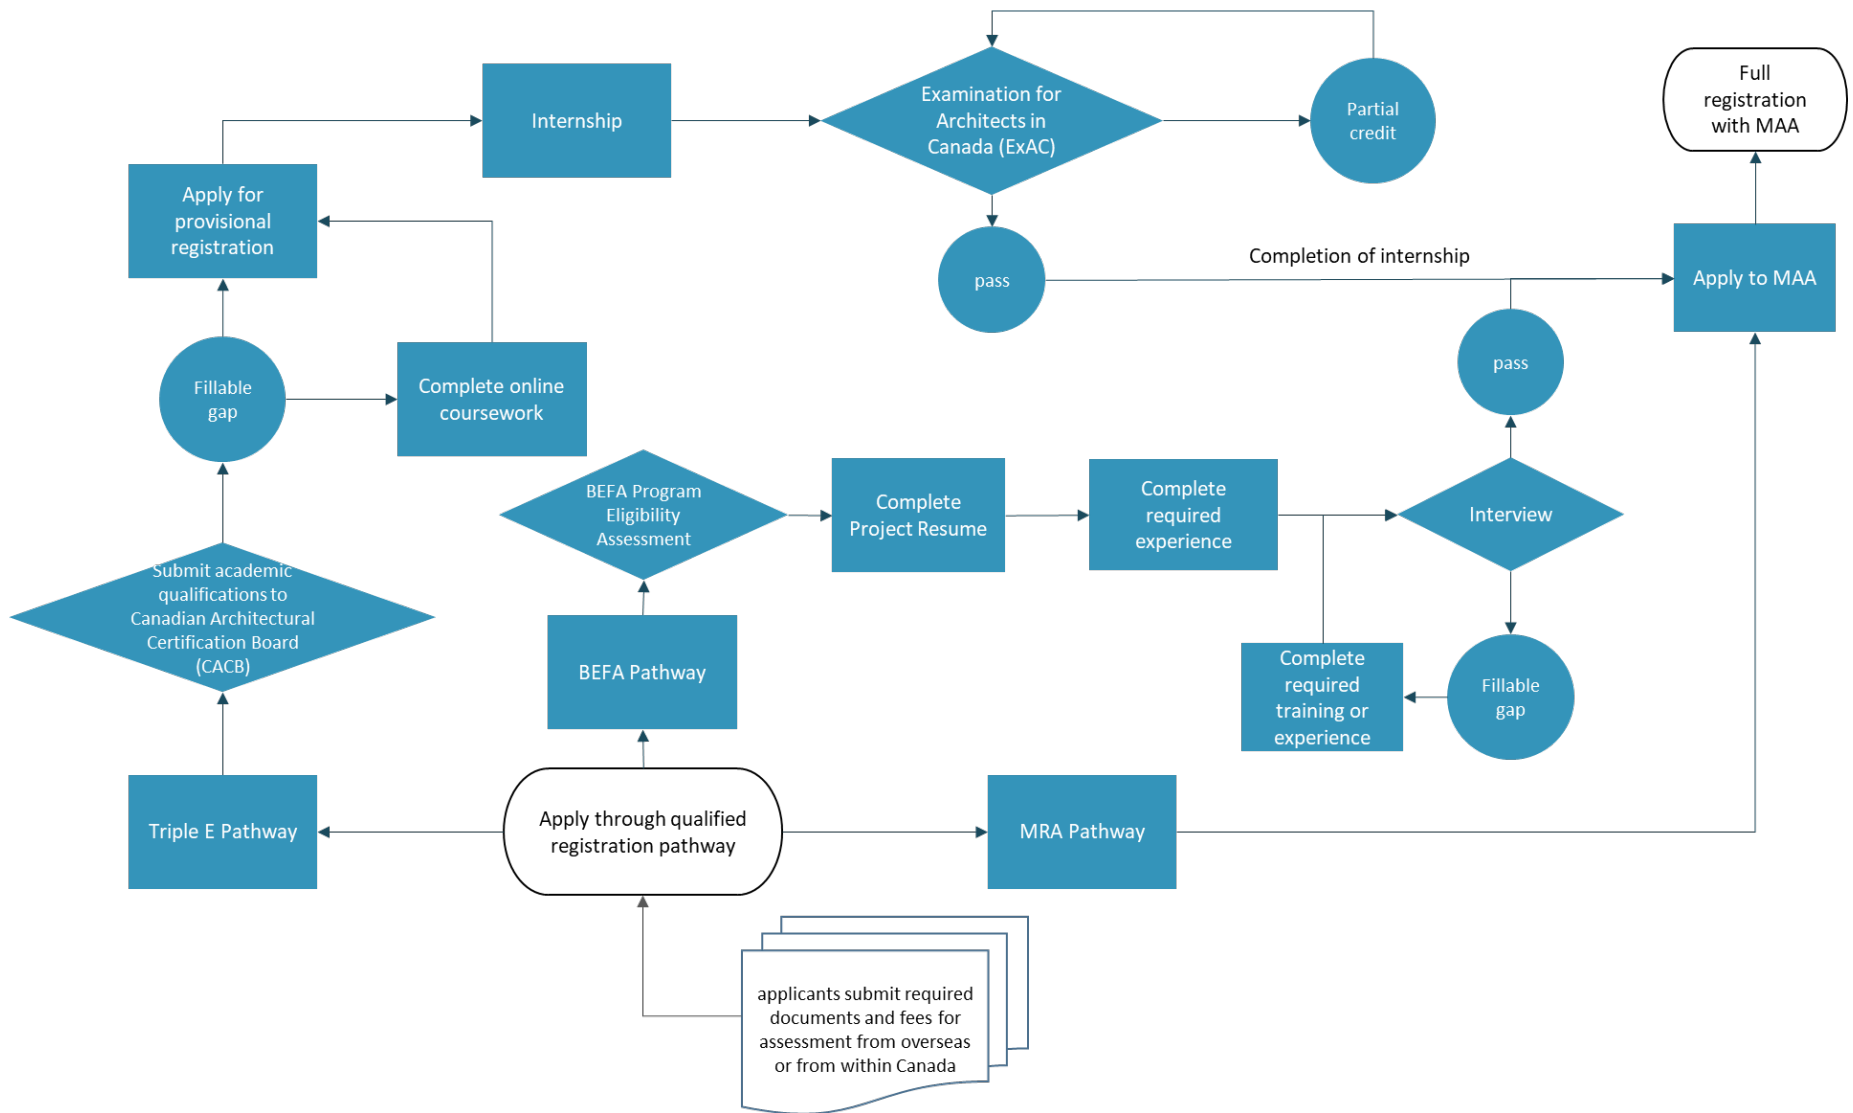 Full
registration
with MAA
Examination for
Architects in
Canada (ExAC)
Partial
credit
Internship
Apply for
provisional
registration
pass
Completion of internship
Apply to MAA
pass
Fillable
gap
Complete online
coursework
BEFA Program
Eligibility
Assessment
Complete
Project Resume
Complete
required
experience
Interview
Submit academic
qualifications to
Canadian Architectural
Certification Board
(CACB)
BEFA Pathway
Complete
required
training or
experience
Fillable
gap
Triple E Pathway
Apply through qualified
registration pathway
MRA Pathway
applicants submit required
documents and fees for
assessment from overseas
or from within Canada